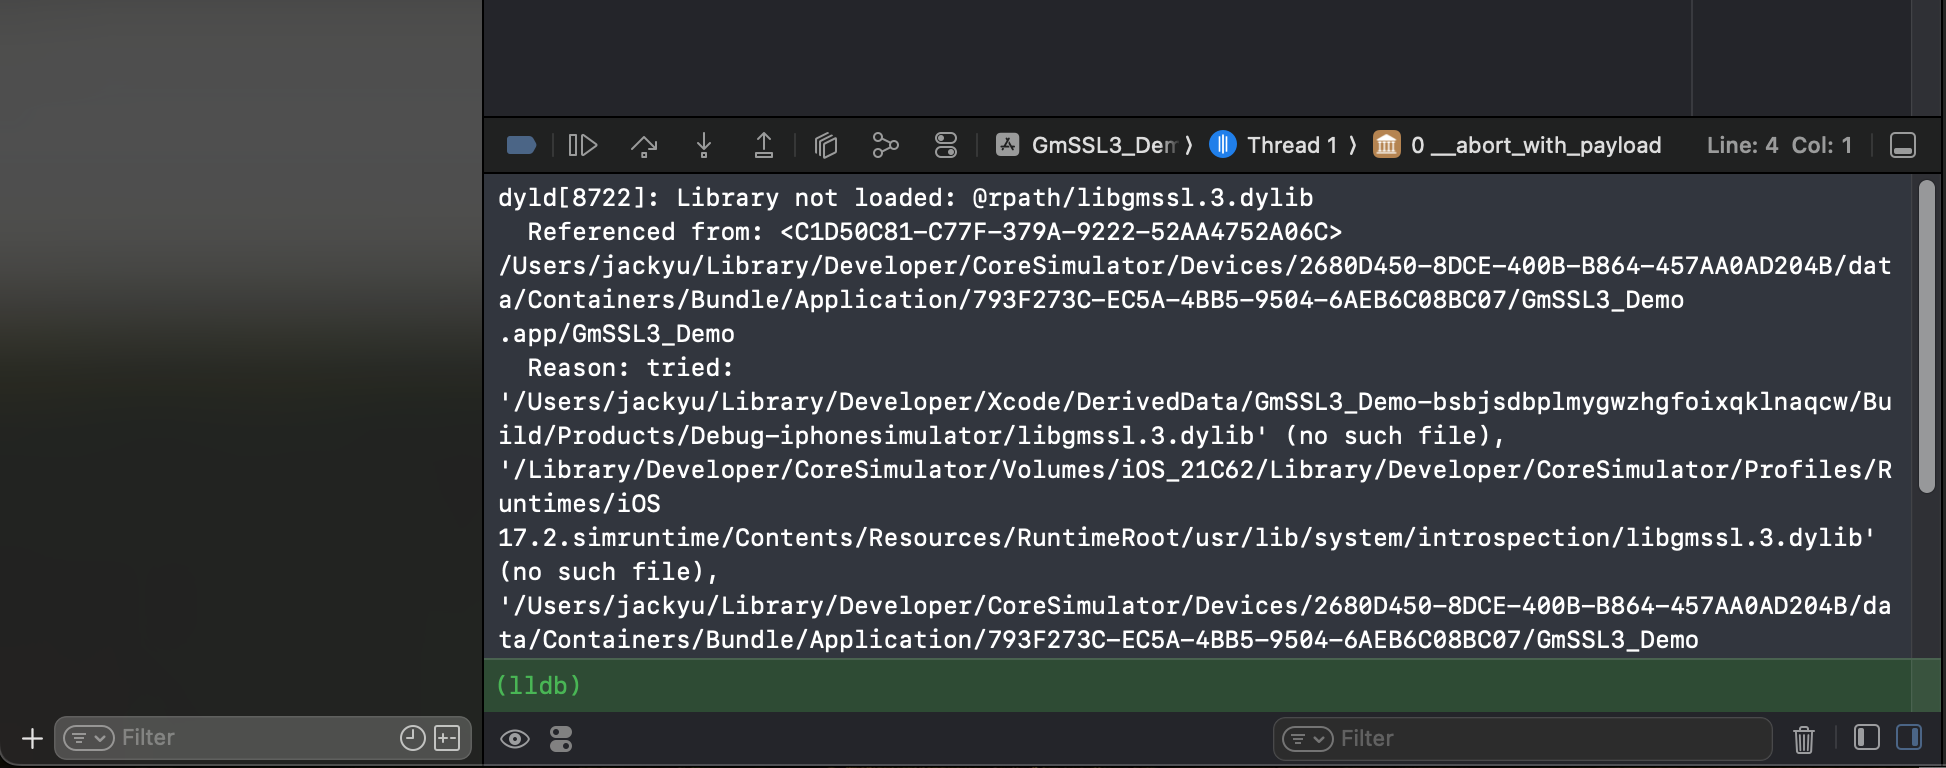 GmSSL3_Dem
Thread 1
0 __abort_with_payload
Line: 4 Col: 1
dyld[8722]: Library not loaded: @rpath/libgmssl.3.dylib
Referenced from: <C1D50C81-C77F-379A-9222-52AA4752A06C>
/Users/jackyu/Library/Developer/CoreSimulator/Devices/2680D450-8DCE-400B-B864-457AA0AD204B/dat
a/Containers/Bundle/Application/793F273C-EC5A-4BB5-9504-6AEB6C08BC07/GmSSL3_Demo
.app/GmSSL3_Demo
Reason: tried:
'/Users/jackyu/Library/Developer/Xcode/DerivedData/GmSSL3_Demo-bsbjsdbplmygwzhgfoixqklnaqcw/Bu
ild/Products/Debug-iphonesimulator/libgmssl.3.dylib' (no such file),
'/Library/Developer/CoreSimulator/Volumes/iOS_21C62/Library/Developer/CoreSimulator/Profiles/R
untimes/iOS
17.2.simruntime/Contents/Resources/RuntimeRoot/usr/lib/system/introspection/libgmssl.3.dylib'
(no such file),
'/Users/jackyu/Library/Developer/CoreSimulator/Devices/2680D450-8DCE-400B-B864-457AA0AD204B/da
ta/Containers/Bundle/Application/793F273C-EC5A-4BB5-9504-6AEB6C08BC07/GmSSL3_Demo
(lldb)
Filter
Filter